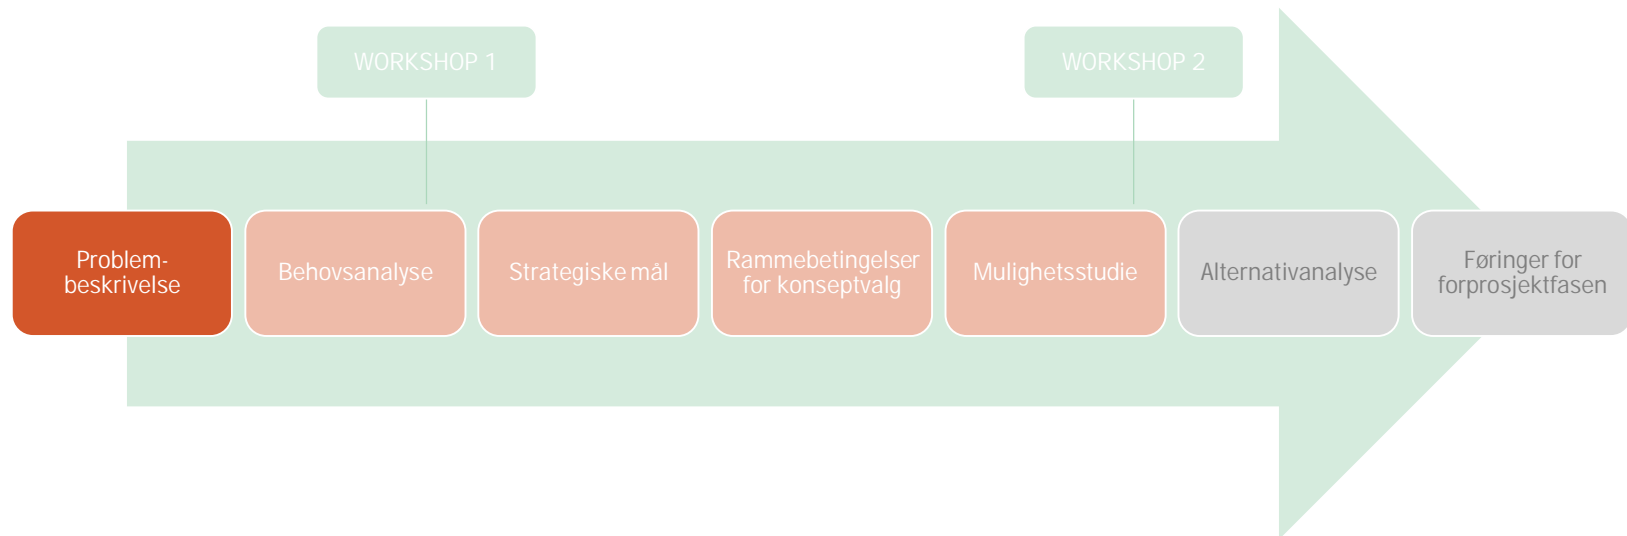 WORKSHOP 1
WORKSHOP 2
Problem-
beskrivelse
Behovsanalyse
Strategiske mål
Rammebetingelser
for konseptvalg
Mulighetsstudie
Alternativanalyse
Føringer for
forprosjektfasen